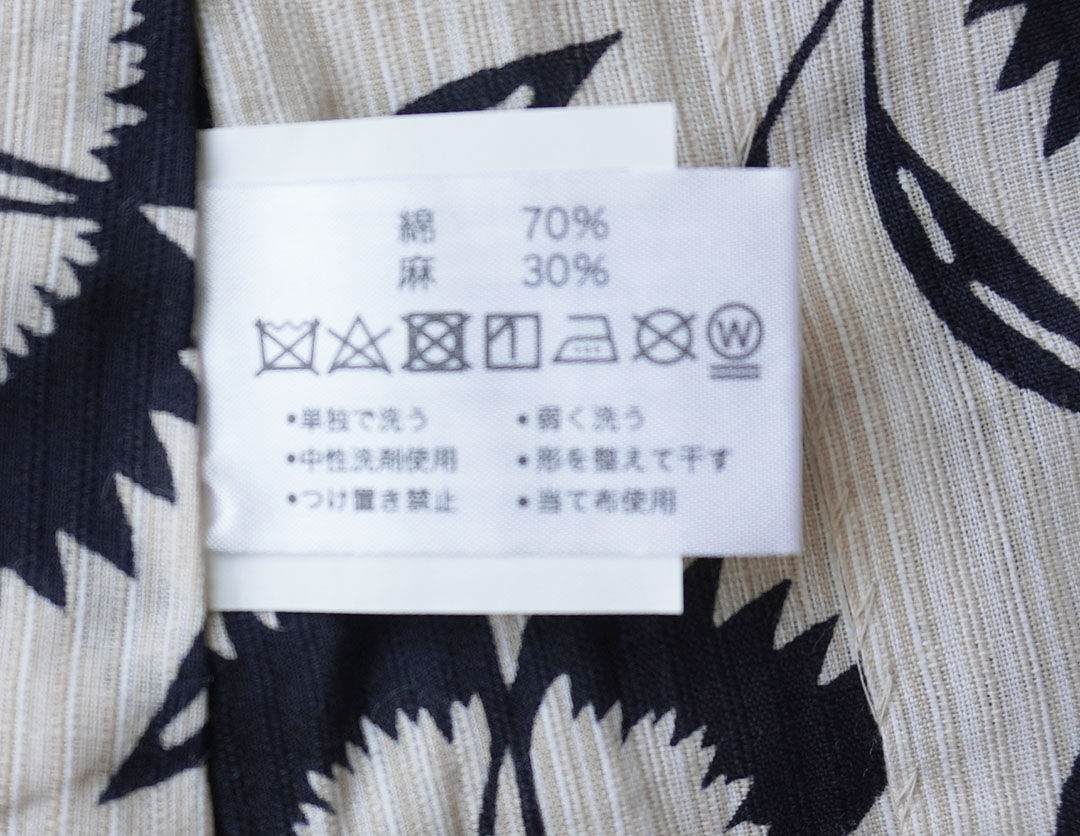 綿 70%
麻 30%
W
•単独で洗う •弱く洗う
•中性洗剤使用 •形を整えて干す
•つけ置き禁止 •当て布使用